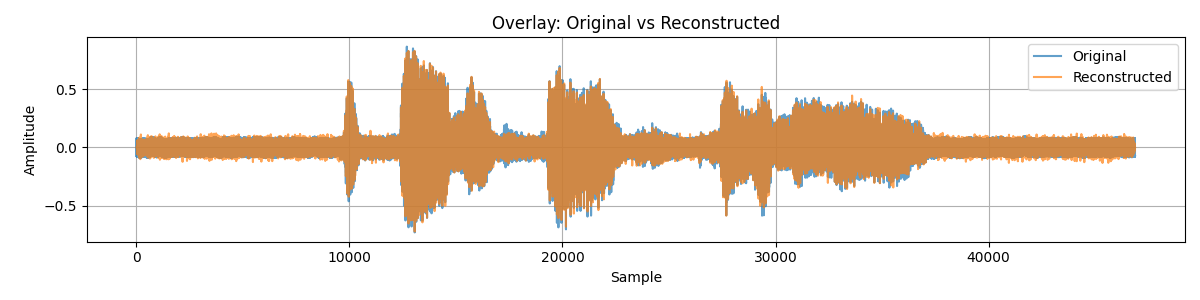 Overlay: Original vs Reconstructed
Original
Reconstructed
Amplitude
0.5
0.0
−0.5
0
10000
20000
30000
40000
Sample